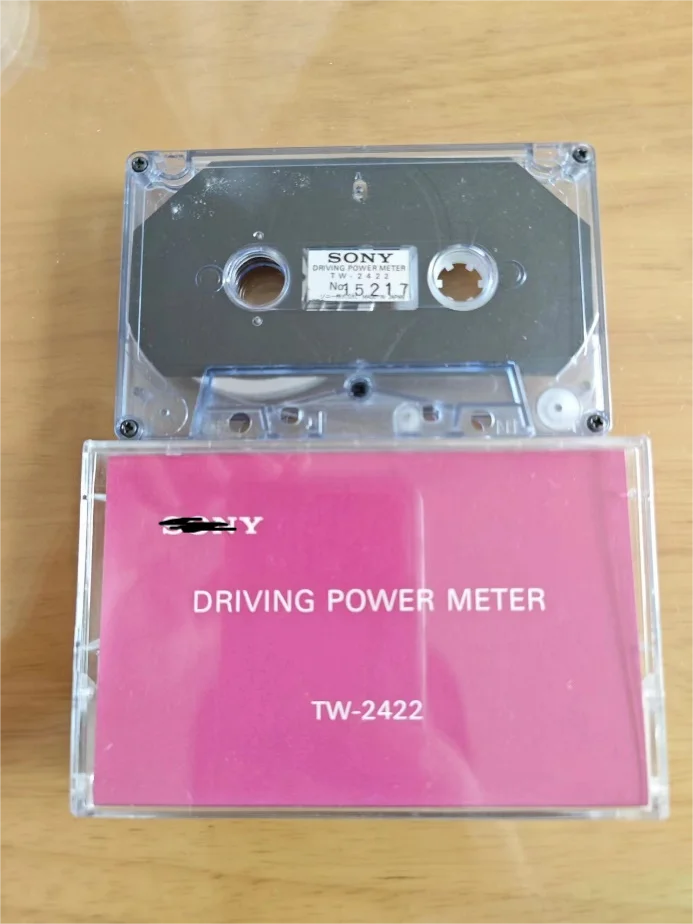 SONY
DRIVING POWER METER
TW-2422
No. 15217
DRIVING POWER METER
TW-2422